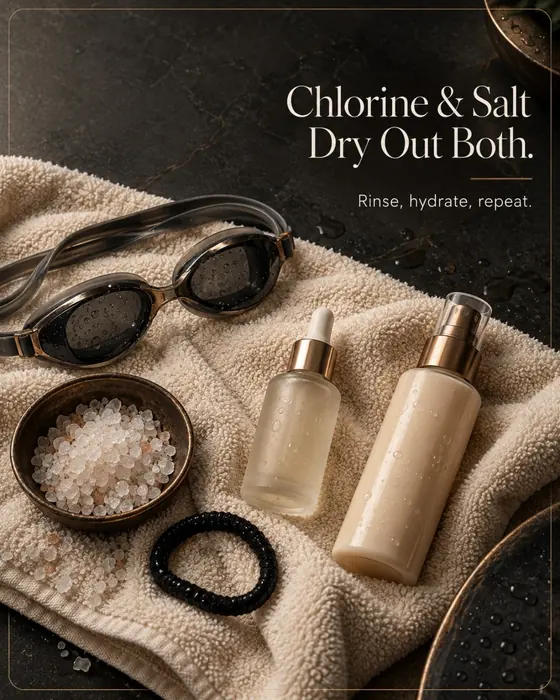 Chlorine & Salt
Dry Out Both.
Rinse, hydrate, repeat.